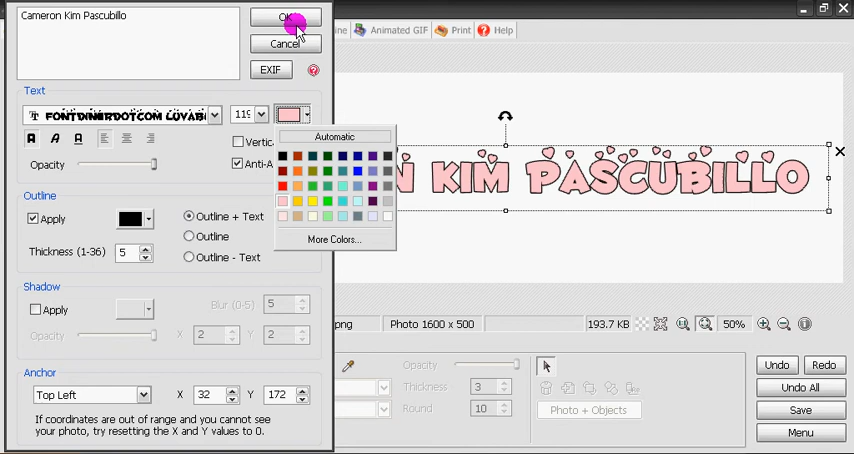 Cameron Kim Pascubillo
OK
Cancel
EXIF
Animated GIF
Print
Help
Text
FONTDINERDOTCOM LUVAB
119
Automatic
Opacity
More Colors...
Outline
Apply
Outline + Text
Outline
Outline - Text
Thickness (1-36)
5
Shadow
Apply
Blur (0-5)
5
Opacity
X
2
Y
2
Anchor
Top Left
X
32
Y
172
If coordinates are out of range and you cannot see
your photo, try resetting the X and Y values to 0.
N KIM PASCUBILLO
png
Photo 1600 x 500
193.7 KB
50%
Opacity
Thickness
3
Round
10
Photo + Objects
Undo
Redo
Undo All
Save
Menu